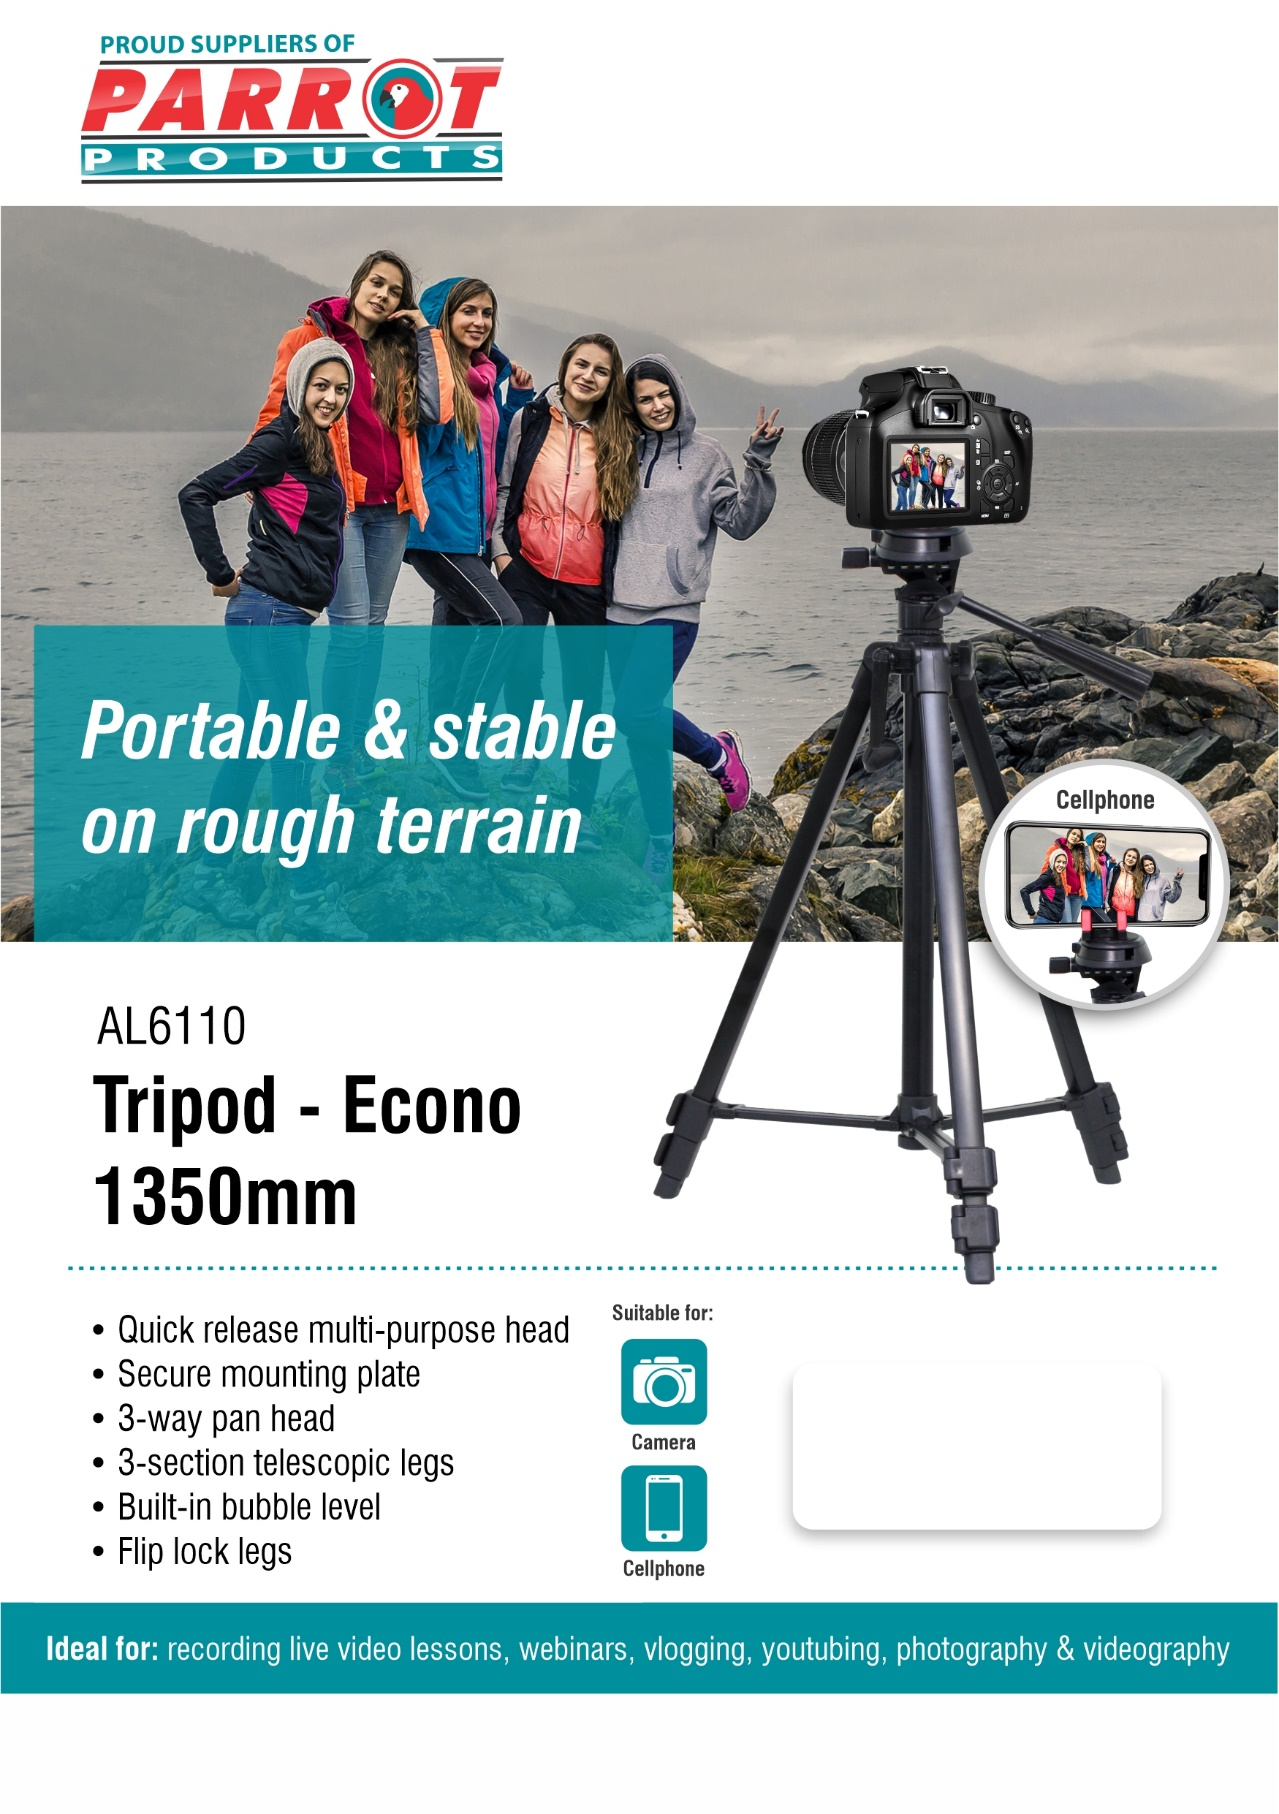 PROUD SUPPLIERS OF
PARROT
PRODUCTS
Portable & stable
on rough terrain
Cellphone
AL6110
Tripod - Econo
1350mm
• Quick release multi-purpose head
• Secure mounting plate
• 3-way pan head
• 3-section telescopic legs
• Built-in bubble level
• Flip lock legs
Suitable for:
Camera
Cellphone
Ideal for: recording live video lessons, webinars, vlogging, youtubing, photography & videography